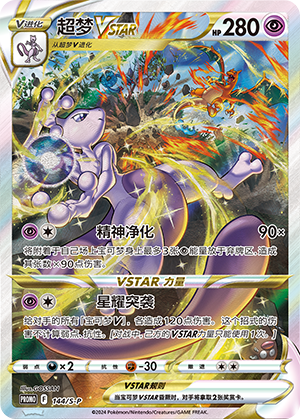 V进化
超梦VSTAR
HP 280
从超梦V进化
精神净化 90×
将附着于自己场上宝可梦身上最多3张能量放于弃牌区,造成
其张数×90点伤害。
VSTAR 力量
星耀突袭
给对手的所有「宝可梦V」,各造成120点伤害。这个招式的伤
害不计算弱点、抗性。[对战中,己方的VSTAR力量只能使用1次。]
弱点 ×2 抗性 -30 撤退
VSTAR规则
当宝可梦VSTAR昏厥时,对手将拿取2张奖赏卡。
Illus. GOSSAN
PROMO F 144/S-P
©2024 Pokémon/Nintendo/Creatures/GAME FREAK.